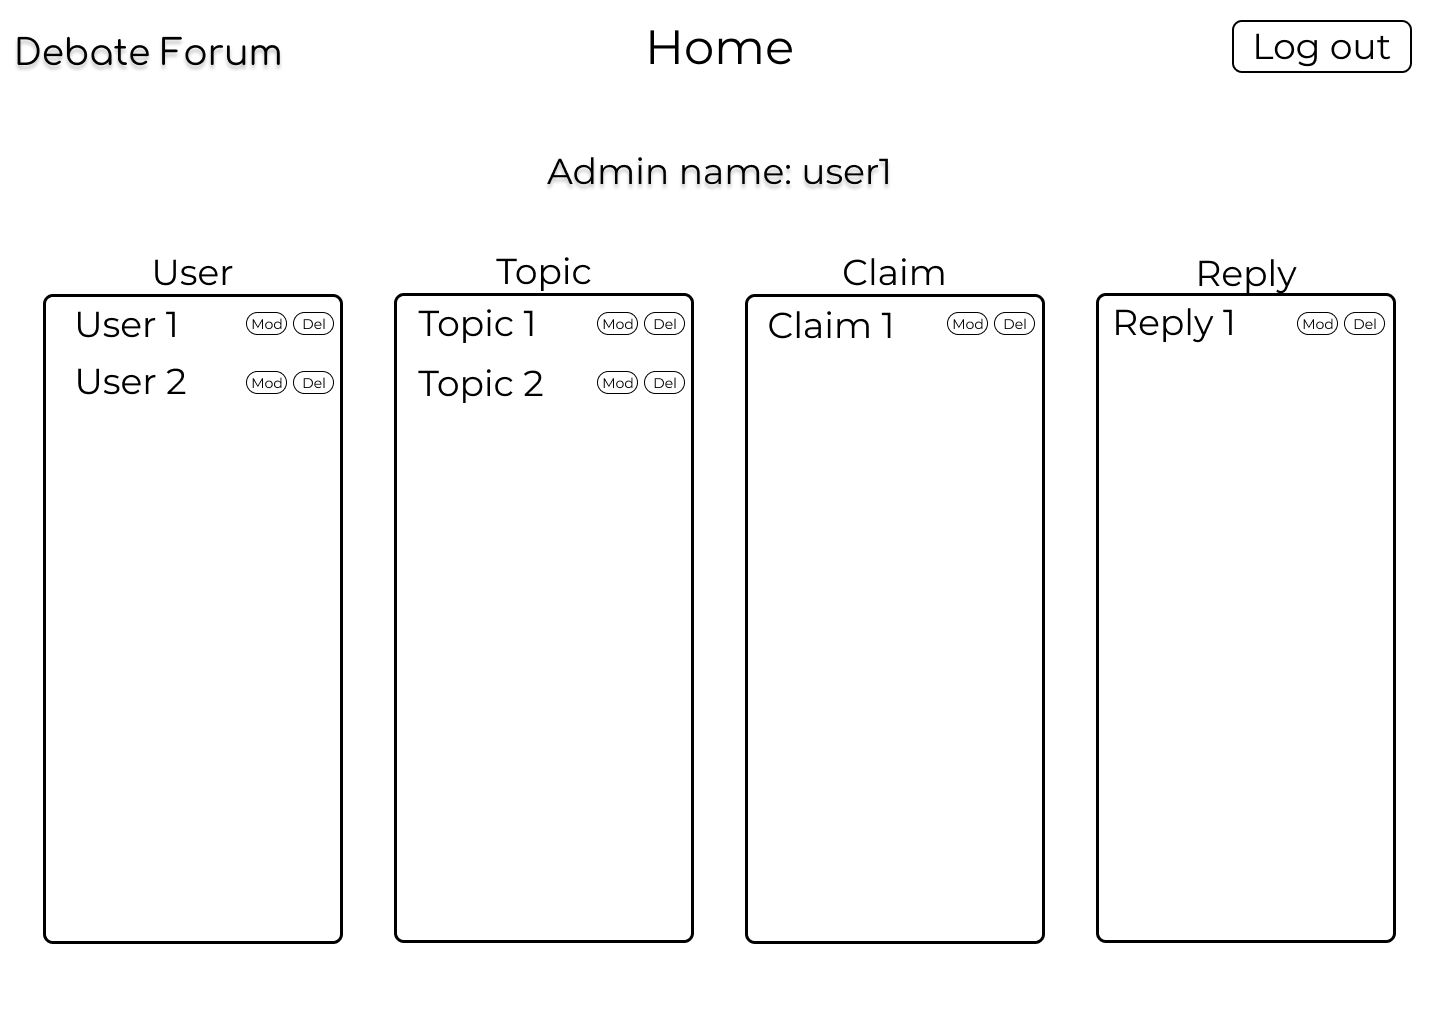 Debate Forum
Home
Log out
Admin name: user1
User
User 1 Mod Del
User 2 Mod Del
Topic
Topic 1 Mod Del
Topic 2 Mod Del
Claim
Claim 1 Mod Del
Reply
Reply 1 Mod Del